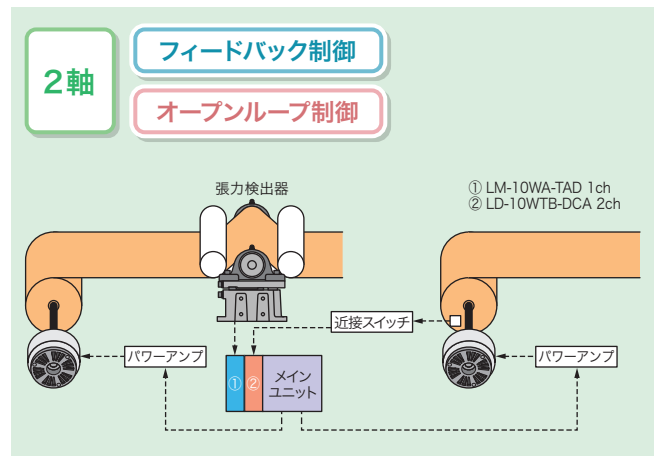 2軸
フィードバック制御
オープンループ制御
張力検出器
① LM-10WA-TAD 1ch
② LD-10WTB-DCA 2ch
近接スイッチ
パワーアンプ
① ② メイン
ユニット
パワーアンプ